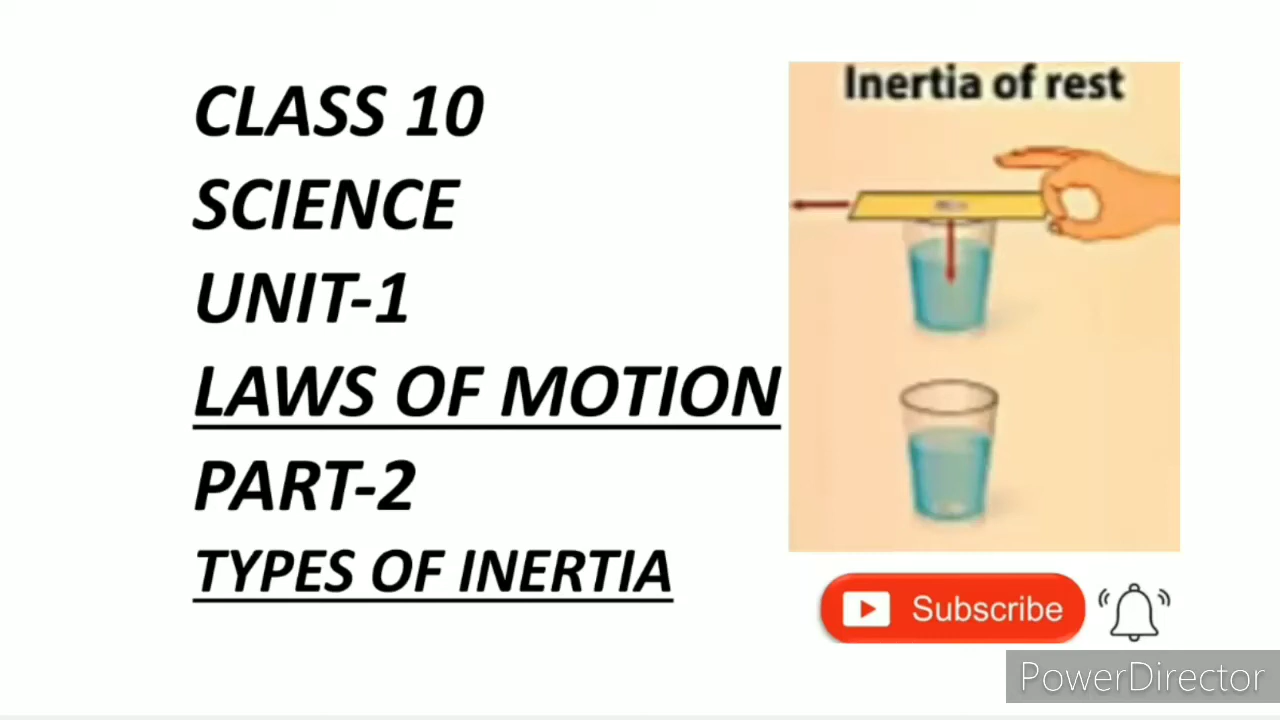 CLASS 10
SCIENCE
UNIT-1
LAWS OF MOTION
PART-2
TYPES OF INERTIA
Inertia of rest
Subscribe
PowerDirector